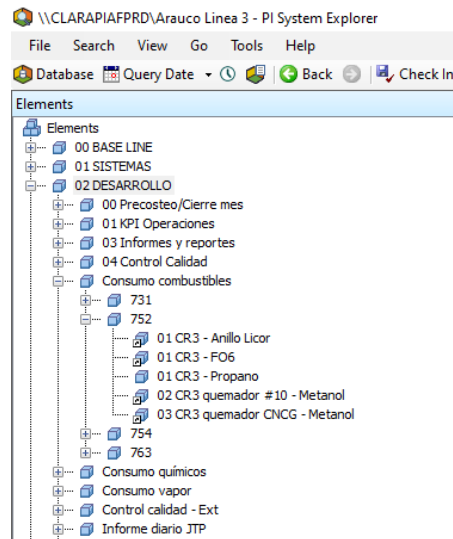 \\CLARAPIAFPRD\Arauco Linea 3 - PI System Explorer
File Search View Go Tools Help
Database Query Date Back Check In
Elements
Elements
00 BASE LINE
01 SISTEMAS
02 DESARROLLO
00 Precosteo/Cierre mes
01 KPI Operaciones
03 Informes y reportes
04 Control Calidad
Consumo combustibles
731
752
01 CR3 - Anillo Licor
01 CR3 - FO6
01 CR3 - Propano
02 CR3 quemador #10 - Metanol
03 CR3 quemador CNCG - Metanol
754
763
Consumo químicos
Consumo vapor
Control calidad - Ext
Informe diario JTP